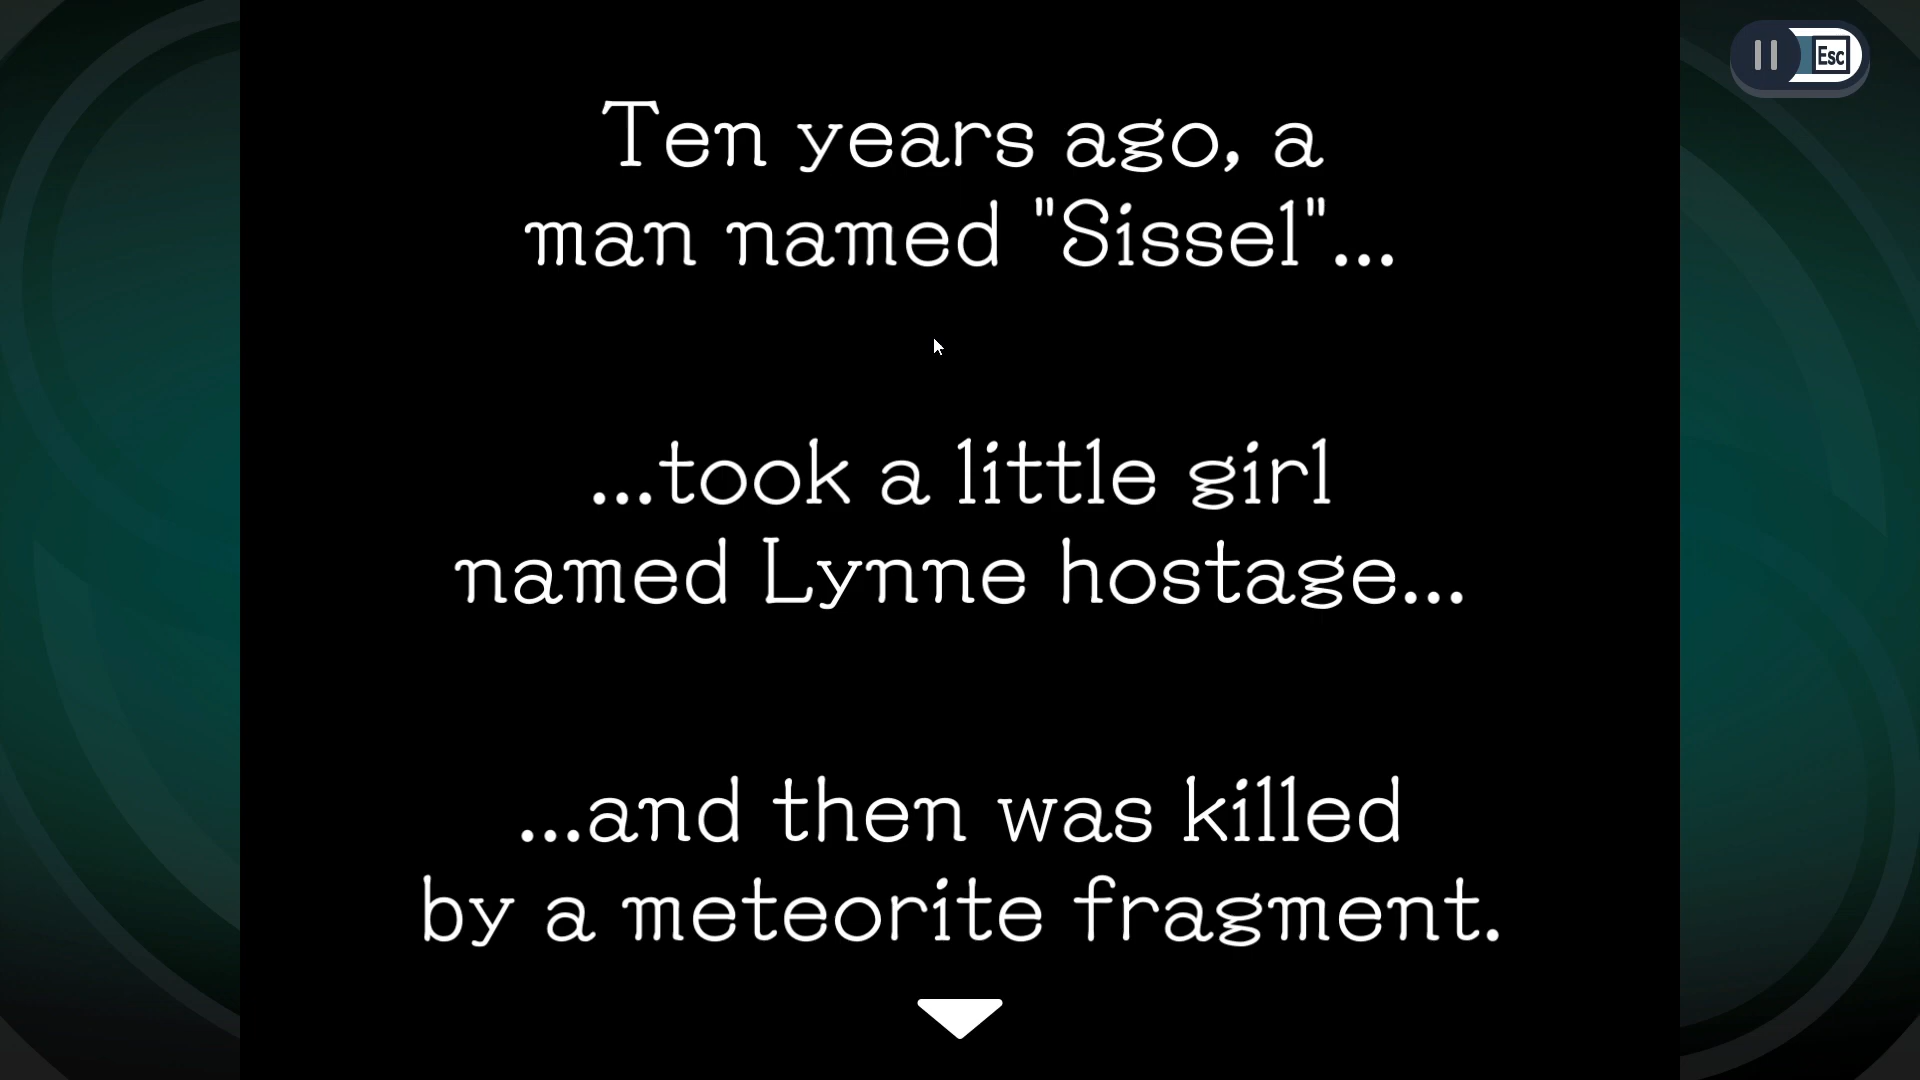 Esc
Ten years ago, a
man named "Sissel"...
...took a little girl
named Lynne hostage...
...and then was killed
by a meteorite fragment.